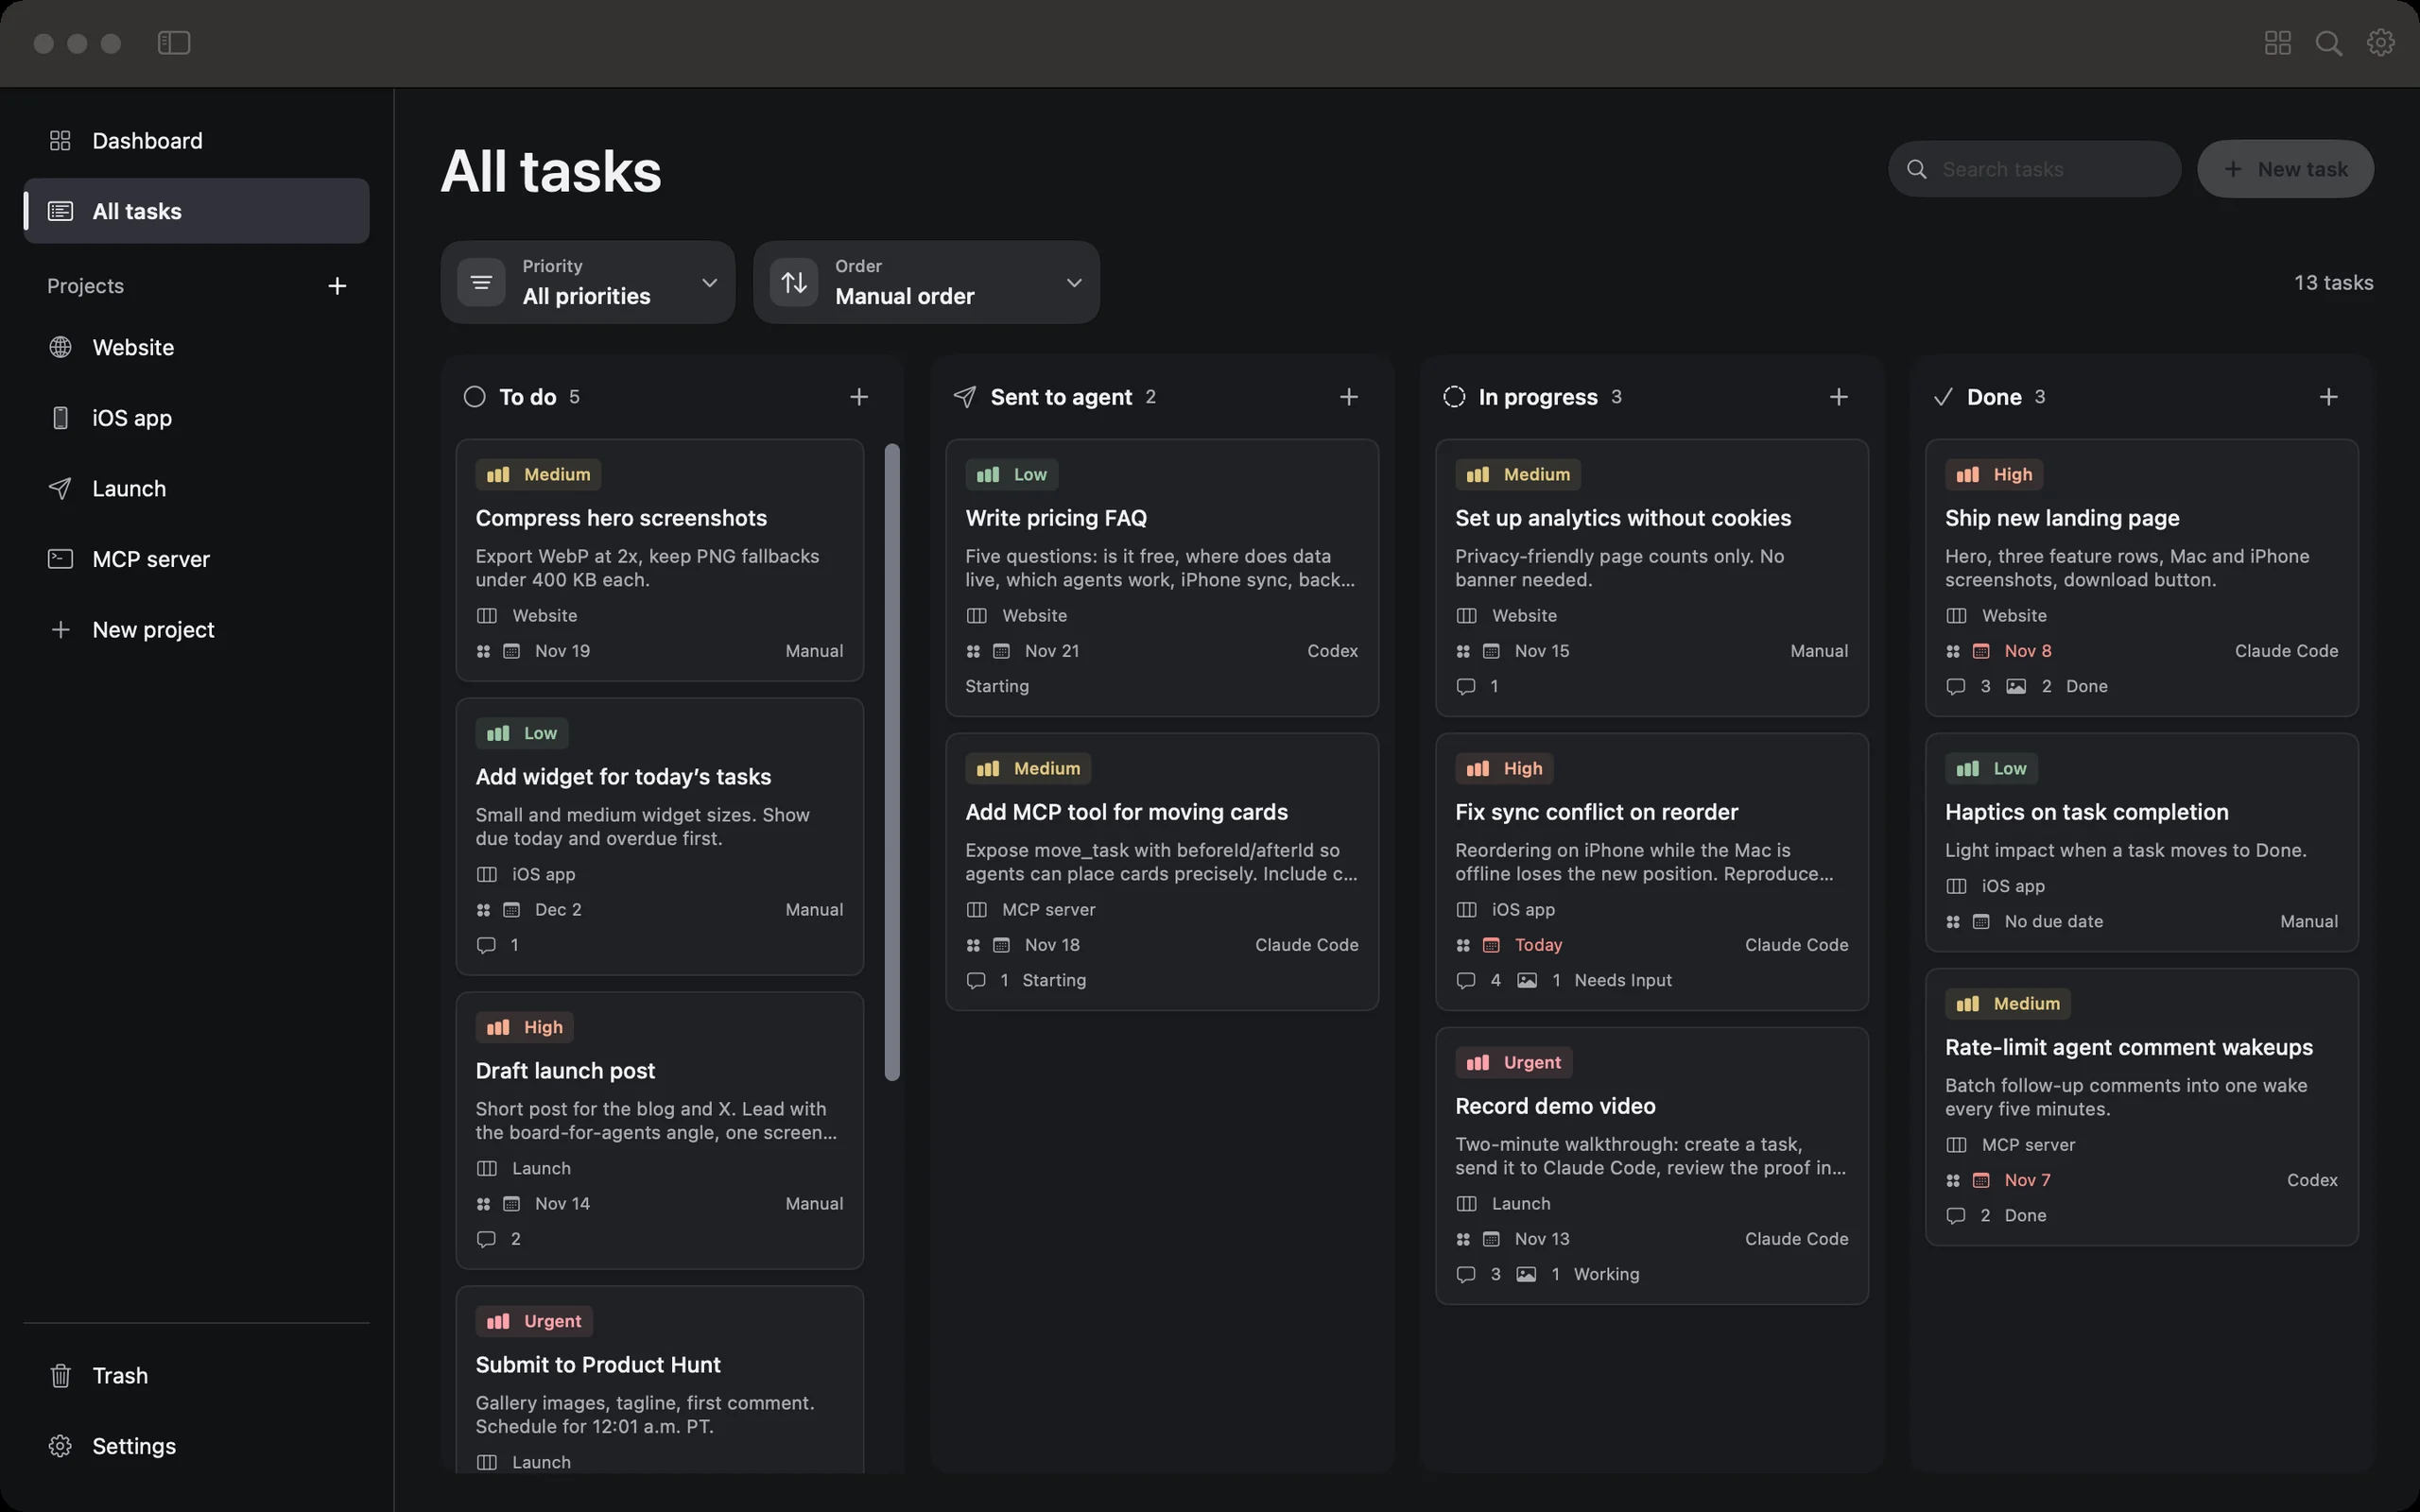 Dashboard
All tasks
Projects
Website
iOS app
Launch
MCP server
New project
Trash
Settings
All tasks
Search tasks
New task
Priority
All priorities
Order
Manual order
13 tasks
To do 5
Medium
Compress hero screenshots
Export WebP at 2x, keep PNG fallbacks
under 400 KB each.
Website
Nov 19 Manual
Low
Add widget for today’s tasks
Small and medium widget sizes. Show
due today and overdue first.
iOS app
Dec 2 Manual
1
High
Draft launch post
Short post for the blog and X. Lead with
the board-for-agents angle, one screen...
Launch
Nov 14 Manual
2
Urgent
Submit to Product Hunt
Gallery images, tagline, first comment.
Schedule for 12:01 a.m. PT.
Launch
Sent to agent 2
Low
Write pricing FAQ
Five questions: is it free, where does data
live, which agents work, iPhone sync, back...
Website
Nov 21 Codex
Starting
Medium
Add MCP tool for moving cards
Expose move_task with beforeId/afterId so
agents can place cards precisely. Include c...
MCP server
Nov 18 Claude Code
1 Starting
In progress 3
Medium
Set up analytics without cookies
Privacy-friendly page counts only. No
banner needed.
Website
Nov 15 Manual
1
High
Fix sync conflict on reorder
Reordering on iPhone while the Mac is
offline loses the new position. Reproduce...
iOS app
Today Claude Code
4 1 Needs Input
Urgent
Record demo video
Two-minute walkthrough: create a task,
send it to Claude Code, review the proof in...
Launch
Nov 13 Claude Code
3 1 Working
Done 3
High
Ship new landing page
Hero, three feature rows, Mac and iPhone
screenshots, download button.
Website
Nov 8 Claude Code
3 2 Done
Low
Haptics on task completion
Light impact when a task moves to Done.
iOS app
No due date Manual
Medium
Rate-limit agent comment wakeups
Batch follow-up comments into one wake
every five minutes.
MCP server
Nov 7 Codex
2 Done